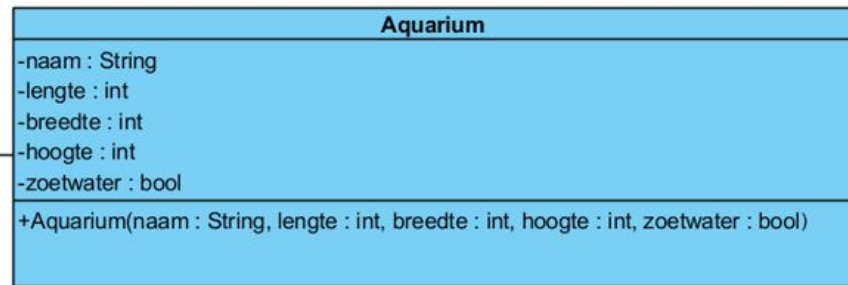 Aquarium
-naam : String
-lengte : int
-breedte : int
-hoogte : int
-zoetwater : bool
+Aquarium(naam : String, lengte : int, breedte : int, hoogte : int, zoetwater : bool)